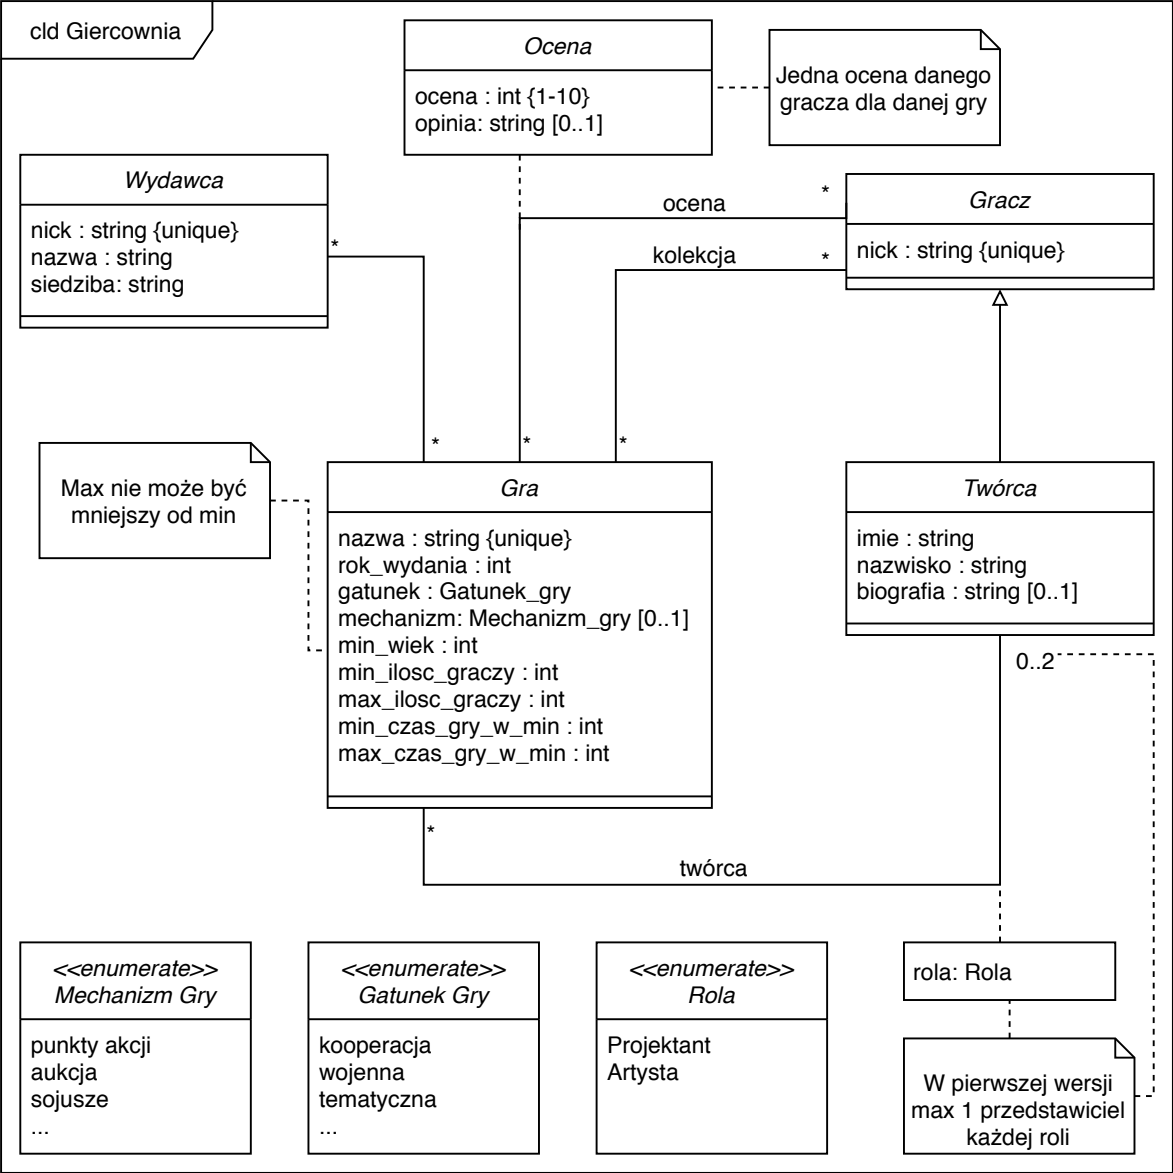 cld Giercownia
Ocena
ocena : int {1-10}
opinia: string [0..1]
Jedna ocena danego
gracza dla danej gry
Wydawca
nick : string {unique}
nazwa : string
siedziba: string
*
*
ocena
*
*
kolekcja
*
*
Gracz
nick : string {unique}
Max nie może być
mniejszy od min
Gra
nazwa : string {unique}
rok_wydania : int
gatunek : Gatunek_gry
mechanizm: Mechanizm_gry [0..1]
min_wiek : int
min_ilosc_graczy : int
max_ilosc_graczy : int
min_czas_gry_w_min : int
max_czas_gry_w_min : int
Twórca
imie : string
nazwisko : string
biografia : string [0..1]
0..2
*
twórca
<<enumerate>>
Mechanizm Gry
punkty akcji
aukcja
sojusze
...
<<enumerate>>
Gatunek Gry
kooperacja
wojenna
tematyczna
...
<<enumerate>>
Rola
Projektant
Artysta
rola: Rola
W pierwszej wersji
max 1 przedstawiciel
każdej roli